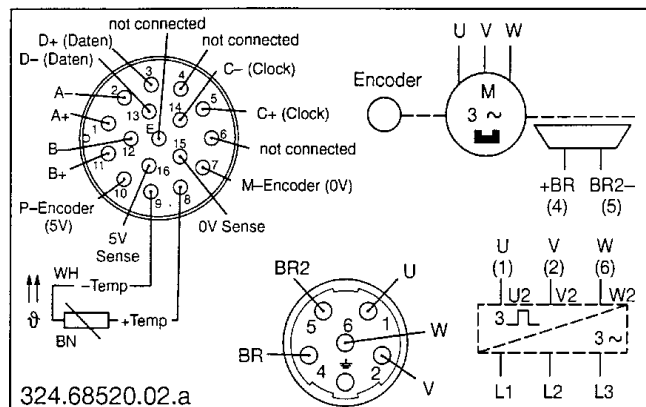 not connected
D+ (Daten)
D– (Daten)
not connected
C– (Clock)
A–
A+
C+ (Clock)
B–
B+
not connected
P–Encoder
(5V)
M–Encoder (0V)
5V
Sense
0V Sense
1
2
3
4
5
6
7
8
9
10
11
12
13
14
15
16
E
WH
–Temp
ϑ
BN
+Temp
324.68520.02.a
BR2
U
W
BR
V
5
6
1
4
2
U V W
Encoder
M
3 ~
+BR
(4)
BR2–
(5)
U
(1)
V
(2)
W
(6)
U2
V2
W2
3
3 ~
L1
L2
L3